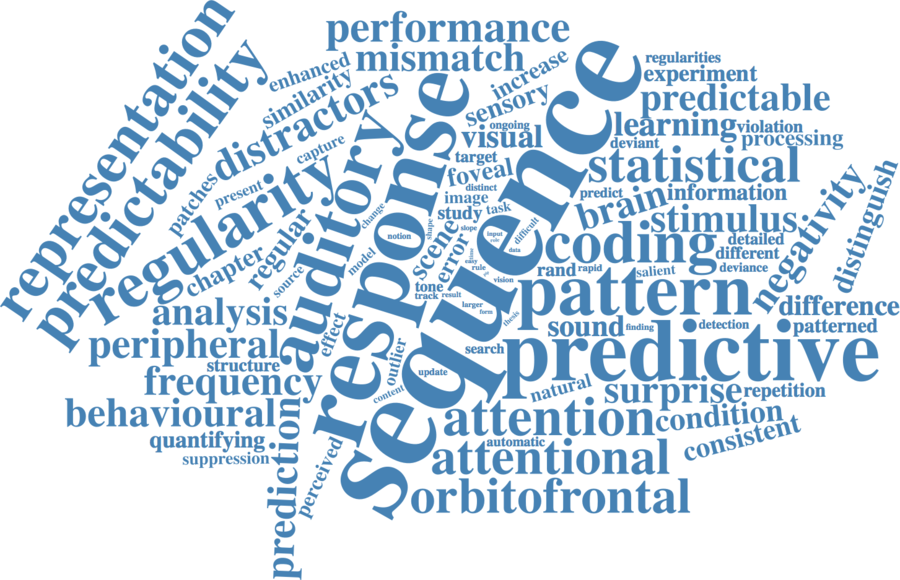 performance
mismatch
representation
predictability
enhanced
similarity
distractors
increase
sensory
regularities
experiment
predictable
learning
violation
deviant
processing
ongoing
visual
capture
patches
present
regularity
auditory
response
sequence
target
foveal
distinct
image
study
task
statistical
predict
brain
information
stimulus
negativity
distinguish
chapter
regular
source
change
model
notion
shape
slope
scene
error
input
role
difficult
data
coding
detailed
different
deviance
time
easy
rule
vision
tone
track
result
larger
form
thesis
rand
rapid
salient
pattern
difference
patterned
analysis
peripheral
structure
effect
outlier
update
content
search
sound
finding
detection
predictive
frequency
behavioural
quantifying
suppression
prediction
perceived
natural
surprise
repetition
attention
condition
consistent
automatic
attentional
orbitofrontal